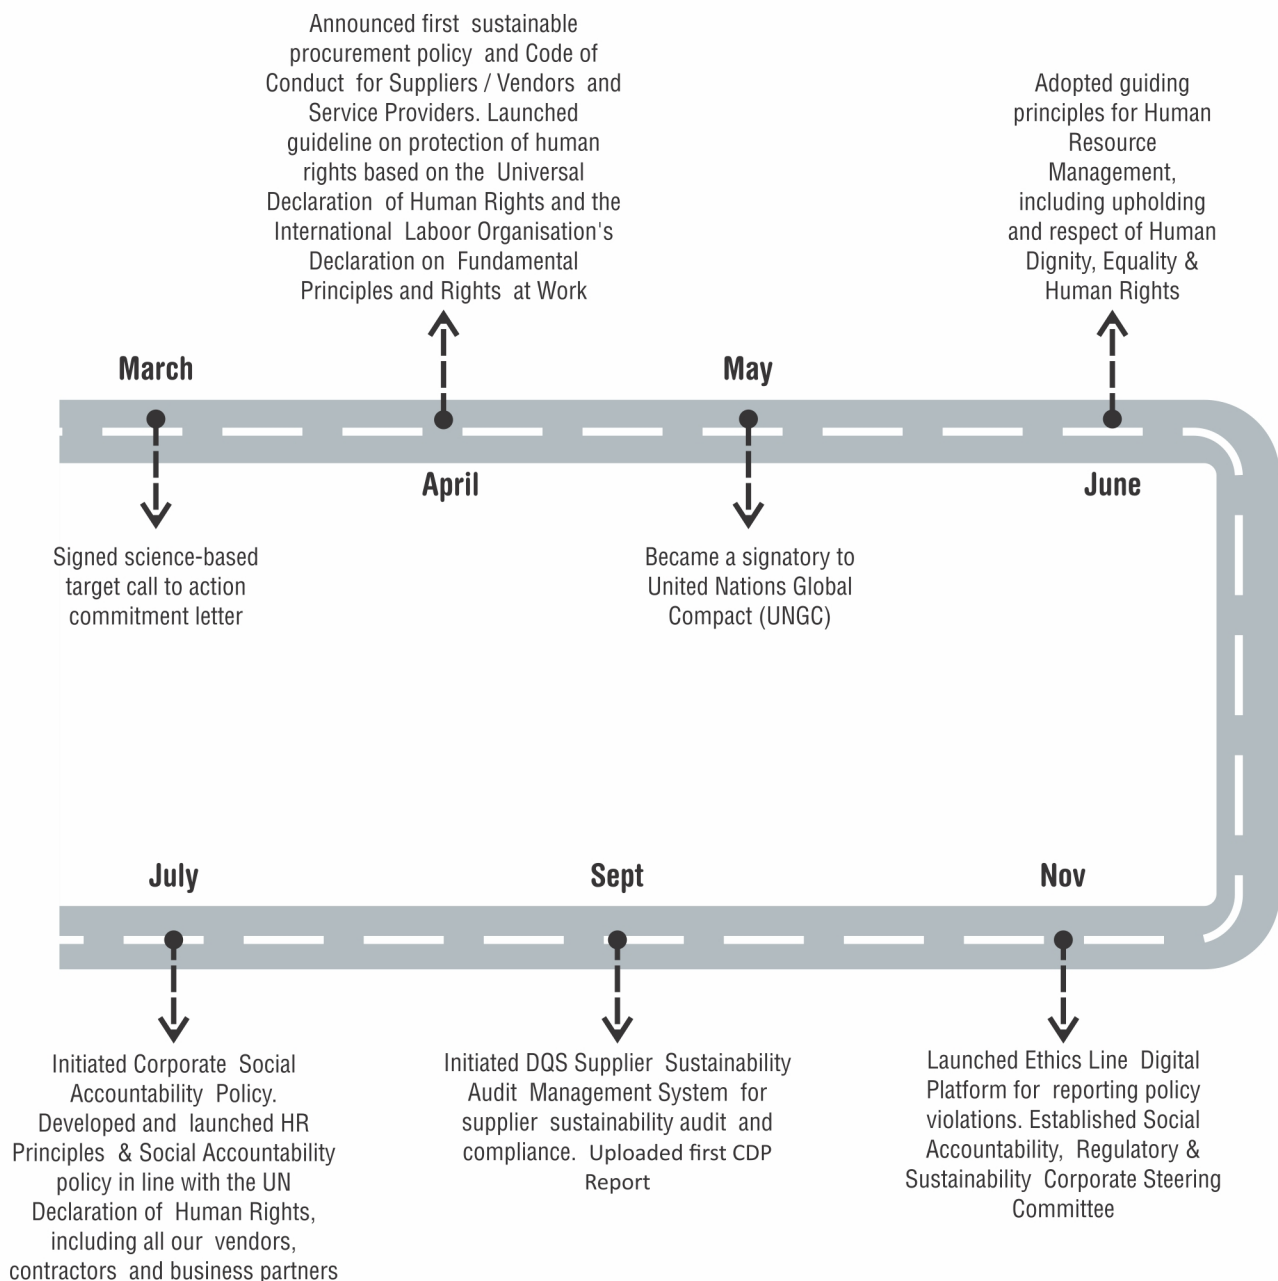 Announced first sustainable
procurement policy and Code of
Conduct for Suppliers / Vendors and
Service Providers. Launched
guideline on protection of human
rights based on the Universal
Declaration of Human Rights and the
International Laboor Organisation's
Declaration on Fundamental
Principles and Rights at Work
Adopted guiding
principles for Human
Resource
Management,
including upholding
and respect of Human
Dignity, Equality &
Human Rights
March
May
April
June
Signed science-based
target call to action
commitment letter
Became a signatory to
United Nations Global
Compact (UNGC)
July
Sept
Nov
Initiated Corporate Social
Accountability Policy.
Developed and launched HR
Principles & Social Accountability
policy in line with the UN
Declaration of Human Rights,
including all our vendors,
contractors and business partners
Initiated DQS Supplier Sustainability
Audit Management System for
supplier sustainability audit and
compliance. Uploaded first CDP
Report
Launched Ethics Line Digital
Platform for reporting policy
violations. Established Social
Accountability, Regulatory &
Sustainability Corporate Steering
Committee